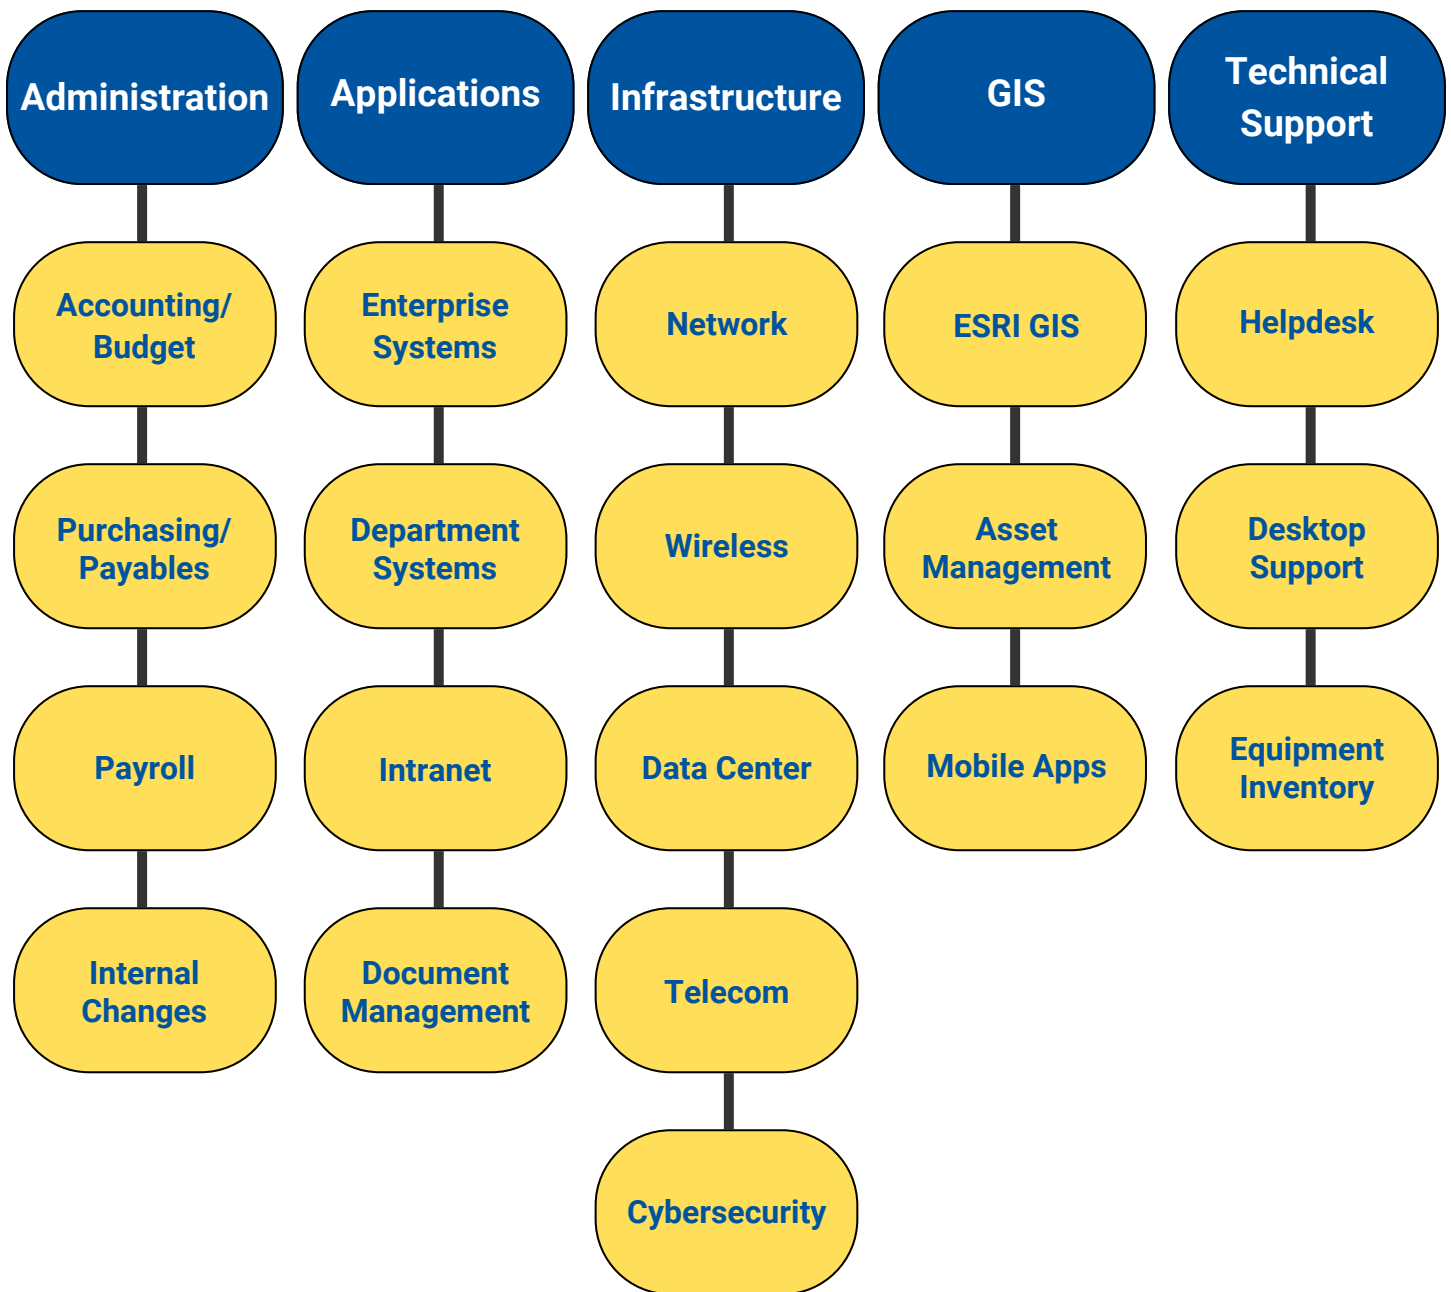 Administration
Applications
Infrastructure
GIS
Technical
Support
Accounting/
Budget
Enterprise
Systems
Network
ESRI GIS
Helpdesk
Purchasing/
Payables
Department
Systems
Wireless
Asset
Management
Desktop
Support
Payroll
Intranet
Data Center
Mobile Apps
Equipment
Inventory
Internal
Changes
Document
Management
Telecom
Cybersecurity